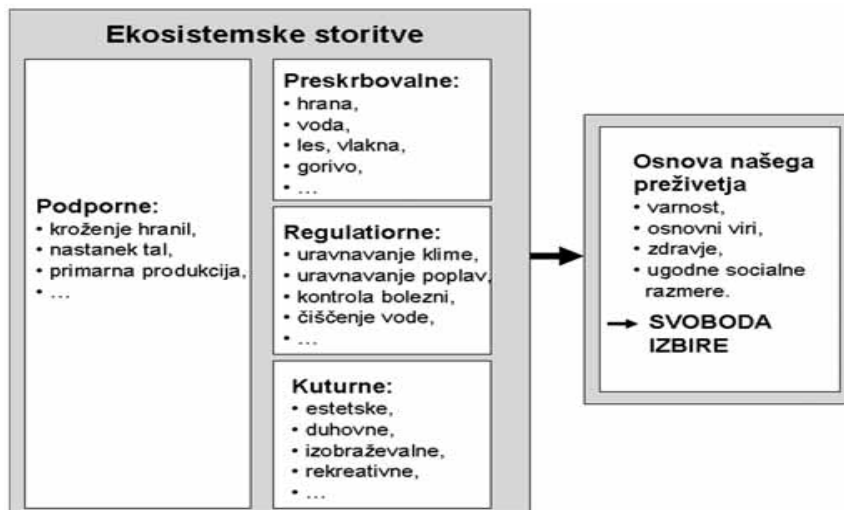 Ekosistemske storitve
Podporne:
• kroženje hranil,
• nastanek tal,
• primarna produkcija,
• ...
Preskrbovalne:
• hrana,
• voda,
• les, vlakna,
• gorivo,
• ...
Regulatiorne:
• uravnavanje klime,
• uravnavanje poplav,
• kontrola bolezni,
• čiščenje vode,
• ...
Kuturne:
• estetske,
• duhovne,
• izobraževalne,
• rekreativne,
• ...
Osnova našega
preživetja
• varnost,
• osnovni viri,
• zdravje,
• ugodne socialne
razmere.
→ SVOBODA
IZBIRE